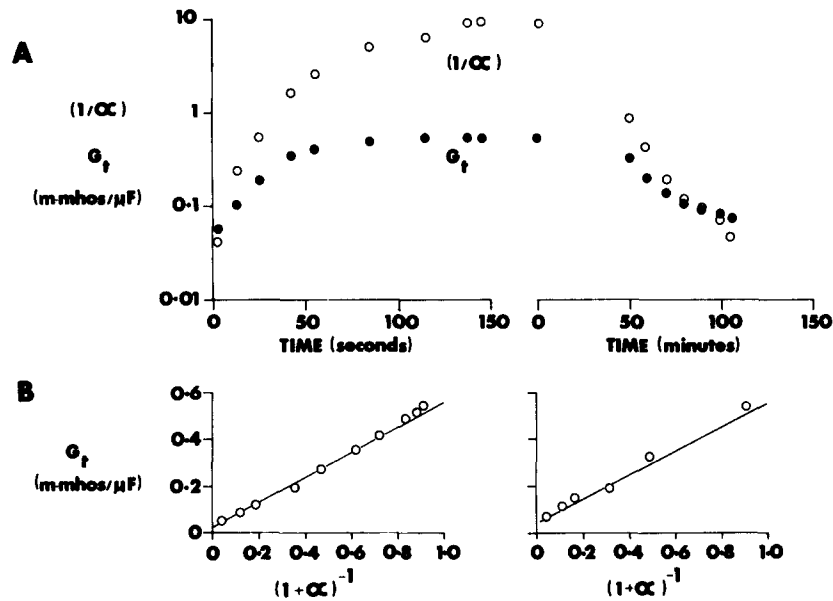 A
(1/α)
G_t
(m·mhos/μF)
10
1
0·1
0·01
(1/α)
G_t
0 50 100 150
TIME (seconds)
0 50 100 150
TIME (minutes)
B
G_t
(m·mhos/μF)
0·6
0·4
0·2
0
0 0·2 0·4 0·6 0·8 1·0
(1+α)^-1
0 0·2 0·4 0·6 0·8 1·0
(1+α)^-1